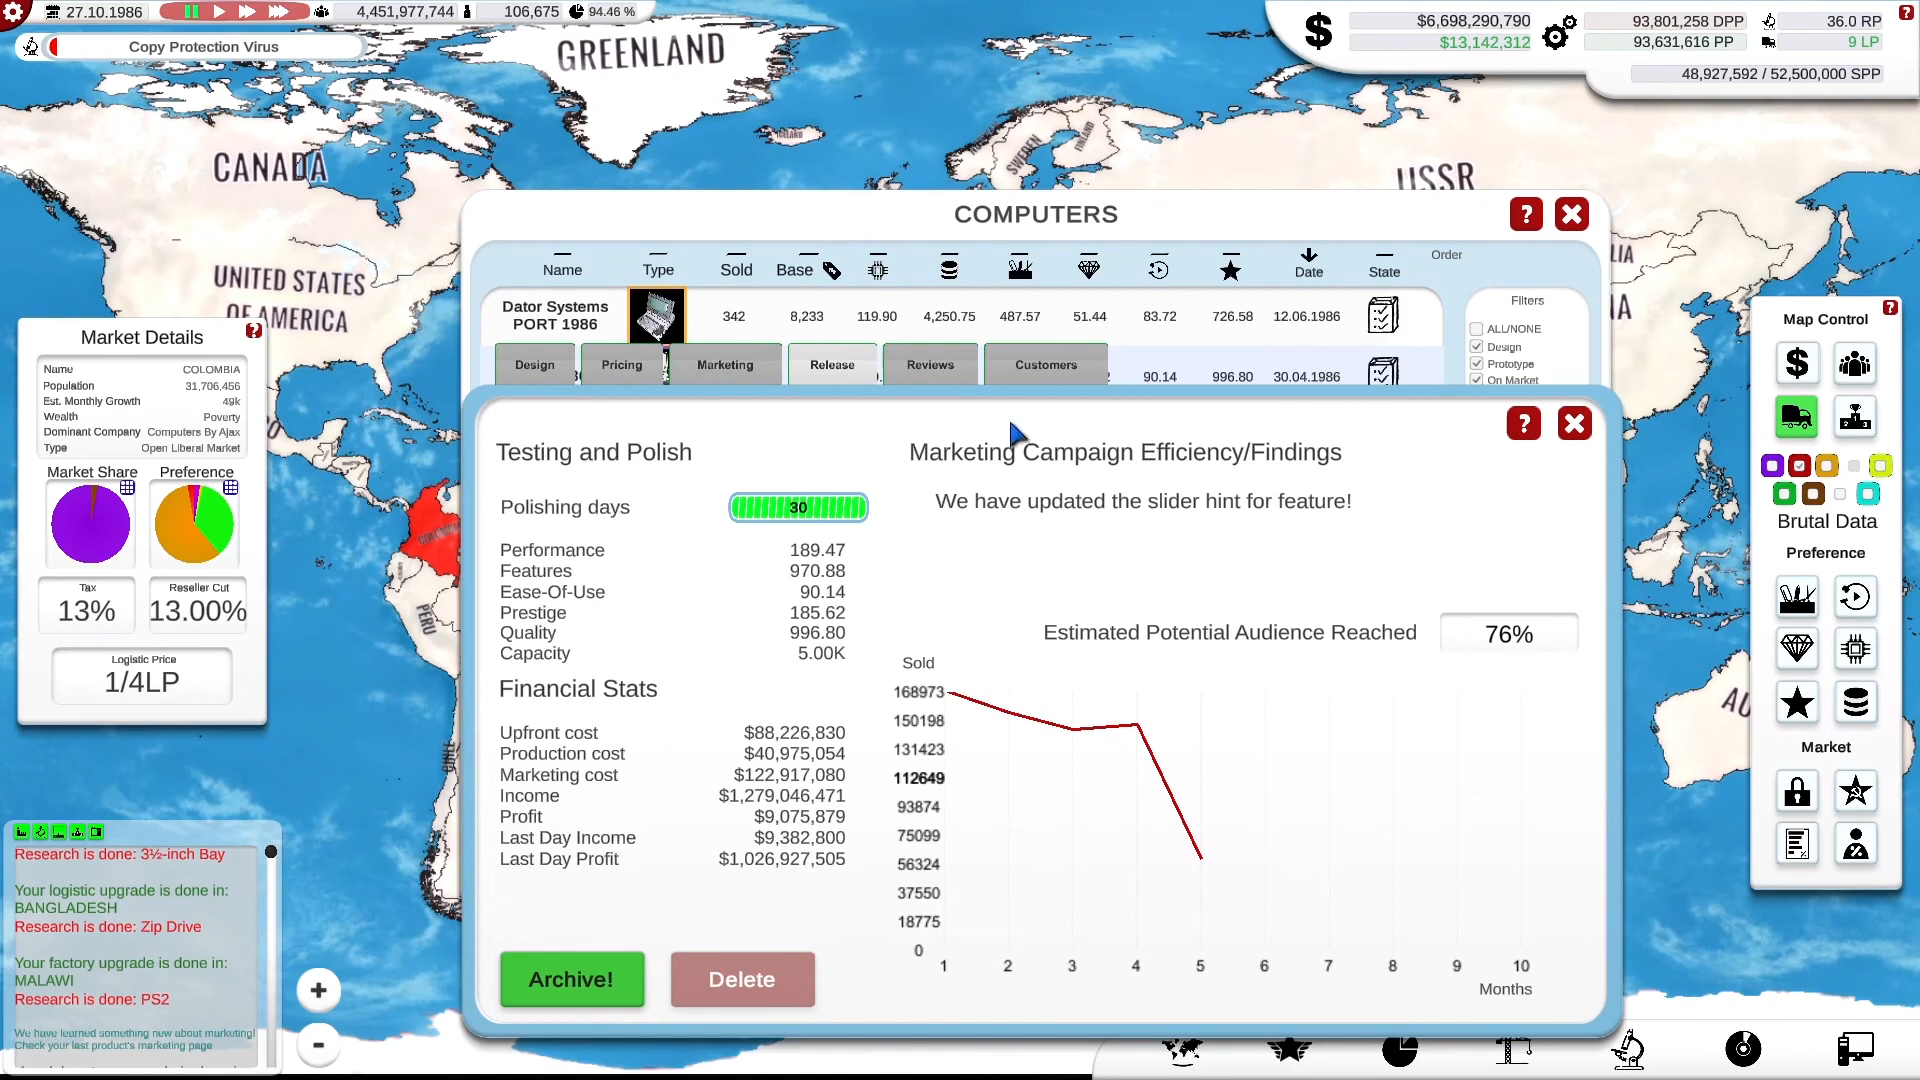 27.10.1986
4,451,977,744
106,675
94.46 %
Copy Protection Virus
$6,698,290,790
$13,142,312
93,801,258 DPP
93,631,616 PP
36.0 RP
9 LP
48,927,592 / 52,500,000 SPP
GREENLAND
ICELAND
SWEDEN
FINLAND
CANADA
USSR
UNITED STATES
OF AMERICA
PERU
Market Details
Name COLOMBIA
Population 31,706,456
Est. Monthly Growth 49k
Wealth Poverty
Dominant Company Computers By Ajax
Type Open Liberal Market
Market Share Preference
Tax
13%
Reseller Cut
13.00%
Logistic Price
1/4LP
Research is done: 3½-inch Bay
Your logistic upgrade is done in:
BANGLADESH
Research is done: Zip Drive
Your factory upgrade is done in:
MALAWI
Research is done: PS2
We have learned something new about marketing!
Check your last product's marketing page
+
-
COMPUTERS
?
Name Type Sold Base Date State
Order
Dator Systems
PORT 1986
342 8,233 119.90 4,250.75 487.57 51.44 83.72 726.58 12.06.1986
90.14 996.80 30.04.1986
Filters
ALL/NONE
Design
Prototype
On Market
Design Pricing Marketing Release Reviews Customers
?
Testing and Polish
Polishing days 30
Performance 189.47
Features 970.88
Ease-Of-Use 90.14
Prestige 185.62
Quality 996.80
Capacity 5.00K
Financial Stats
Upfront cost $88,226,830
Production cost $40,975,054
Marketing cost $122,917,080
Income $1,279,046,471
Profit $9,075,879
Last Day Income $9,382,800
Last Day Profit $1,026,927,505
Archive!
Delete
Marketing Campaign Efficiency/Findings
We have updated the slider hint for feature!
Estimated Potential Audience Reached 76%
Sold
168973
150198
131423
112649
93874
75099
56324
37550
18775
0
1 2 3 4 5 6 7 8 9 10
Months
Map Control
Brutal Data
Preference
Market